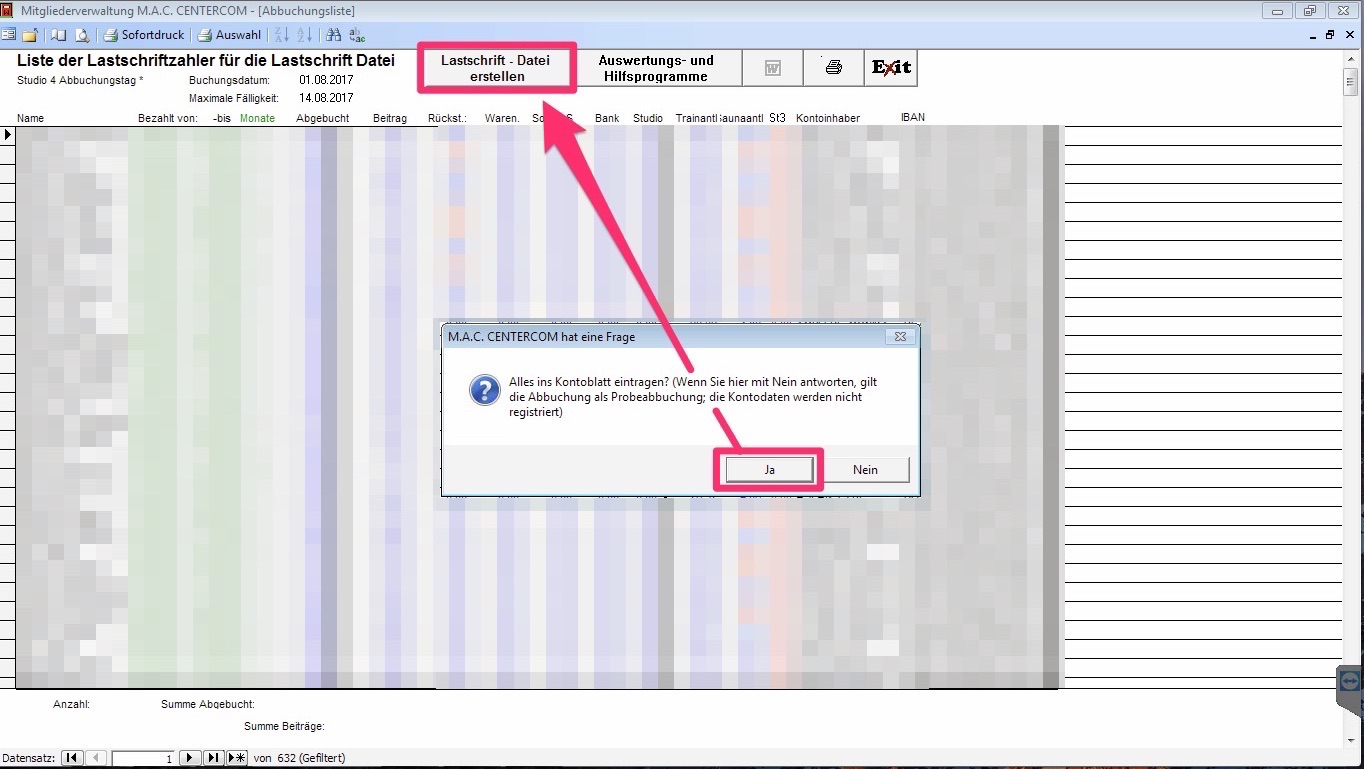 Mitgliederverwaltung M.A.C. CENTERCOM - [Abbuchungsliste]
Sofortdruck Auswahl
Liste der Lastschriftzahler für die Lastschrift Datei
Studio 4 Abbuchungstag * Buchungsdatum: 01.08.2017
Maximale Fälligkeit: 14.08.2017
Lastschrift - Datei
erstellen
Auswertungs- und
Hilfsprogramme
Exit
Name Bezahlt von: -bis Monate Abgebucht Beitrag Rückst.: Waren. Bank Studio Trainantl St3 Kontoinhaber IBAN
M.A.C. CENTERCOM hat eine Frage
Alles ins Kontoblatt eintragen? (Wenn Sie hier mit Nein antworten, gilt
die Abbuchung als Probeabbuchung; die Kontodaten werden nicht
registriert)
Ja Nein
Anzahl: Summe Abgebucht:
Summe Beiträge:
Datensatz: 1 von 632 (Gefiltert)